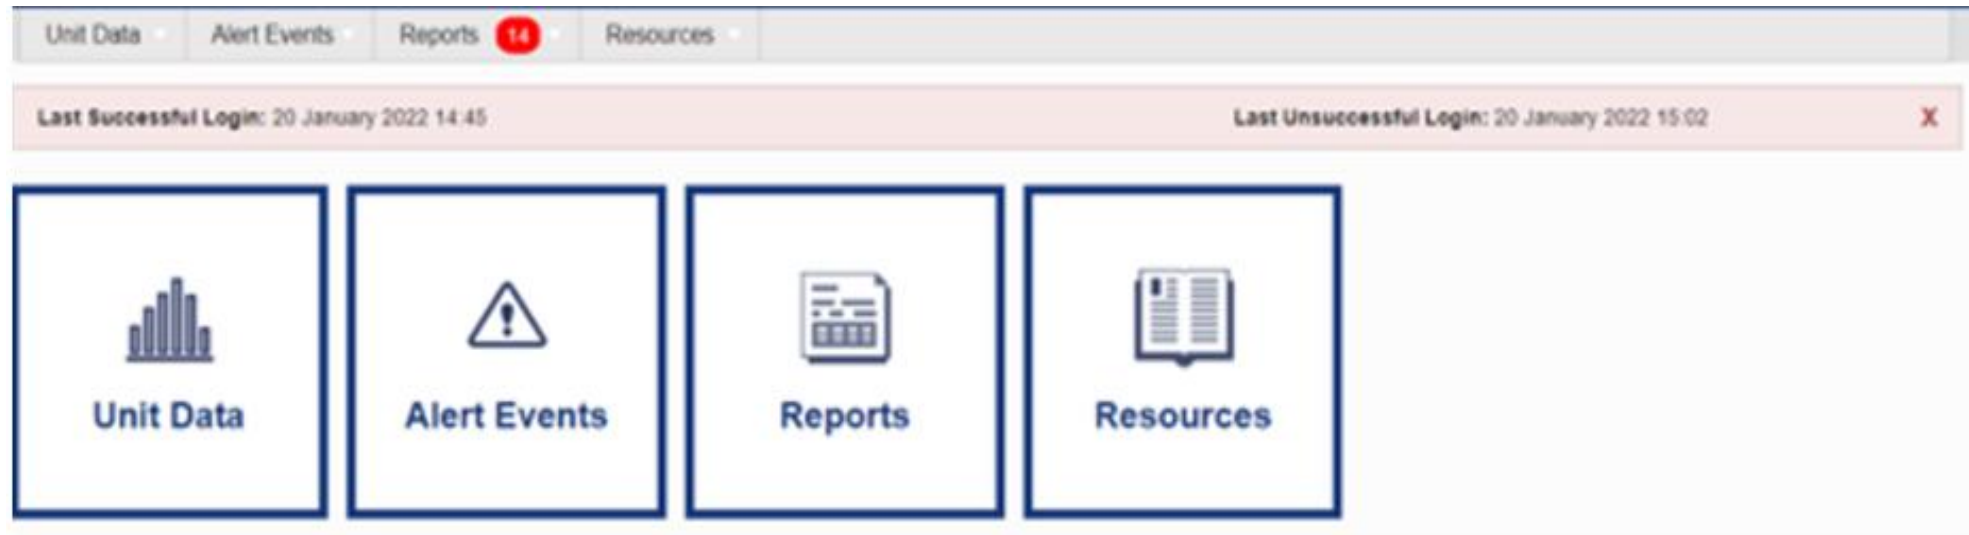 Unit Data Alert Events Reports 14 Resources
Last Successful Login: 20 January 2022 14:45 Last Unsuccessful Login: 20 January 2022 15:02 X
Unit Data Alert Events Reports Resources